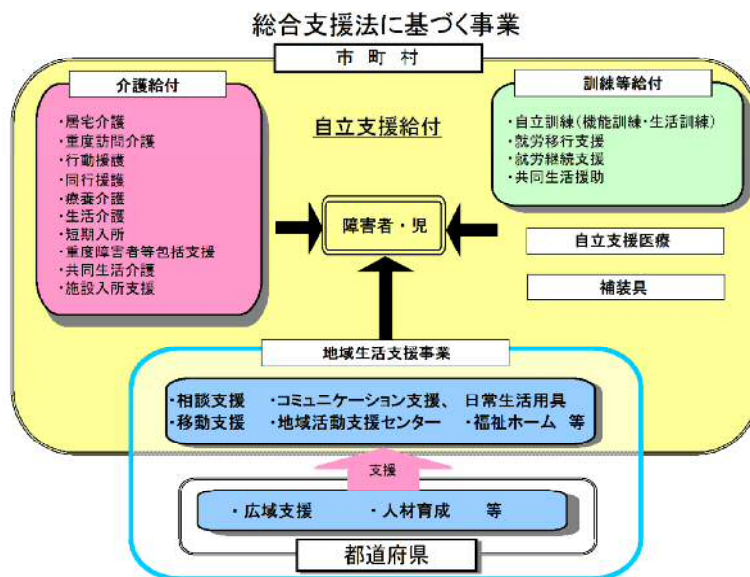 総合支援法に基づく事業
市 町 村
介護給付
・居宅介護
・重度訪問介護
・行動援護
・同行援護
・療養介護
・生活介護
・短期入所
・重度障害者等包括支援
・共同生活介護
・施設入所支援
自立支援給付
訓練等給付
・自立訓練(機能訓練・生活訓練)
・就労移行支援
・就労継続支援
・共同生活援助
障害者・児
自立支援医療
補装具
地域生活支援事業
・相談支援 ・コミュニケーション支援、 日常生活用具
・移動支援 ・地域活動支援センター ・福祉ホーム 等
支援
・広域支援 ・人材育成 等
都道府県